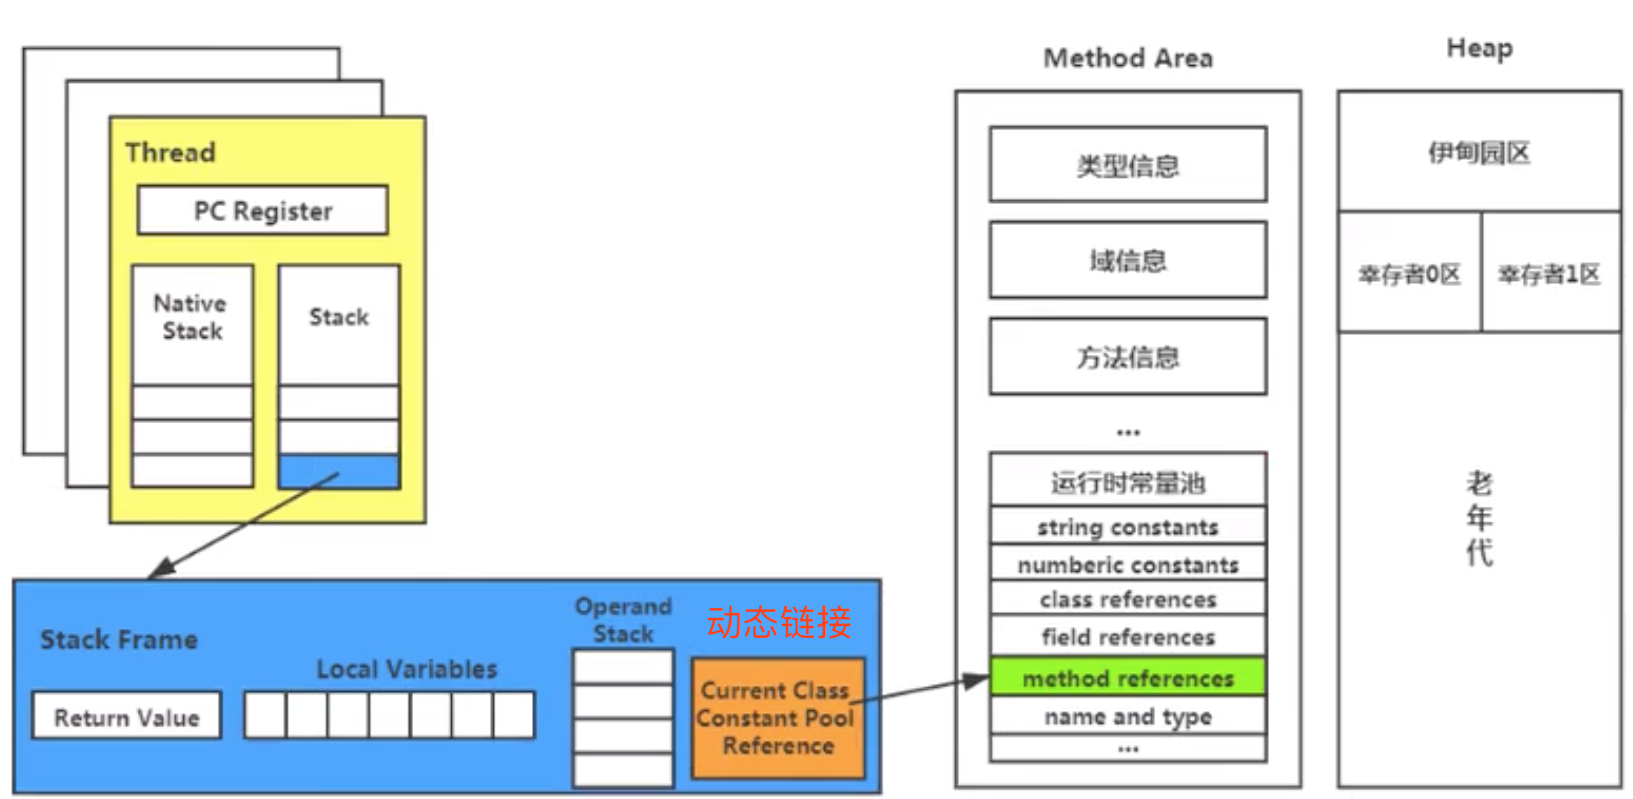 Thread
PC Register
Native
Stack
Stack
Stack Frame
Return Value
Local Variables
Operand
Stack
动态链接
Current Class
Constant Pool
Reference
Method Area
类型信息
域信息
方法信息
...
运行时常量池
string constants
numberic constants
class references
field references
method references
name and type
...
Heap
伊甸园区
幸存者0区
幸存者1区
老
年
代